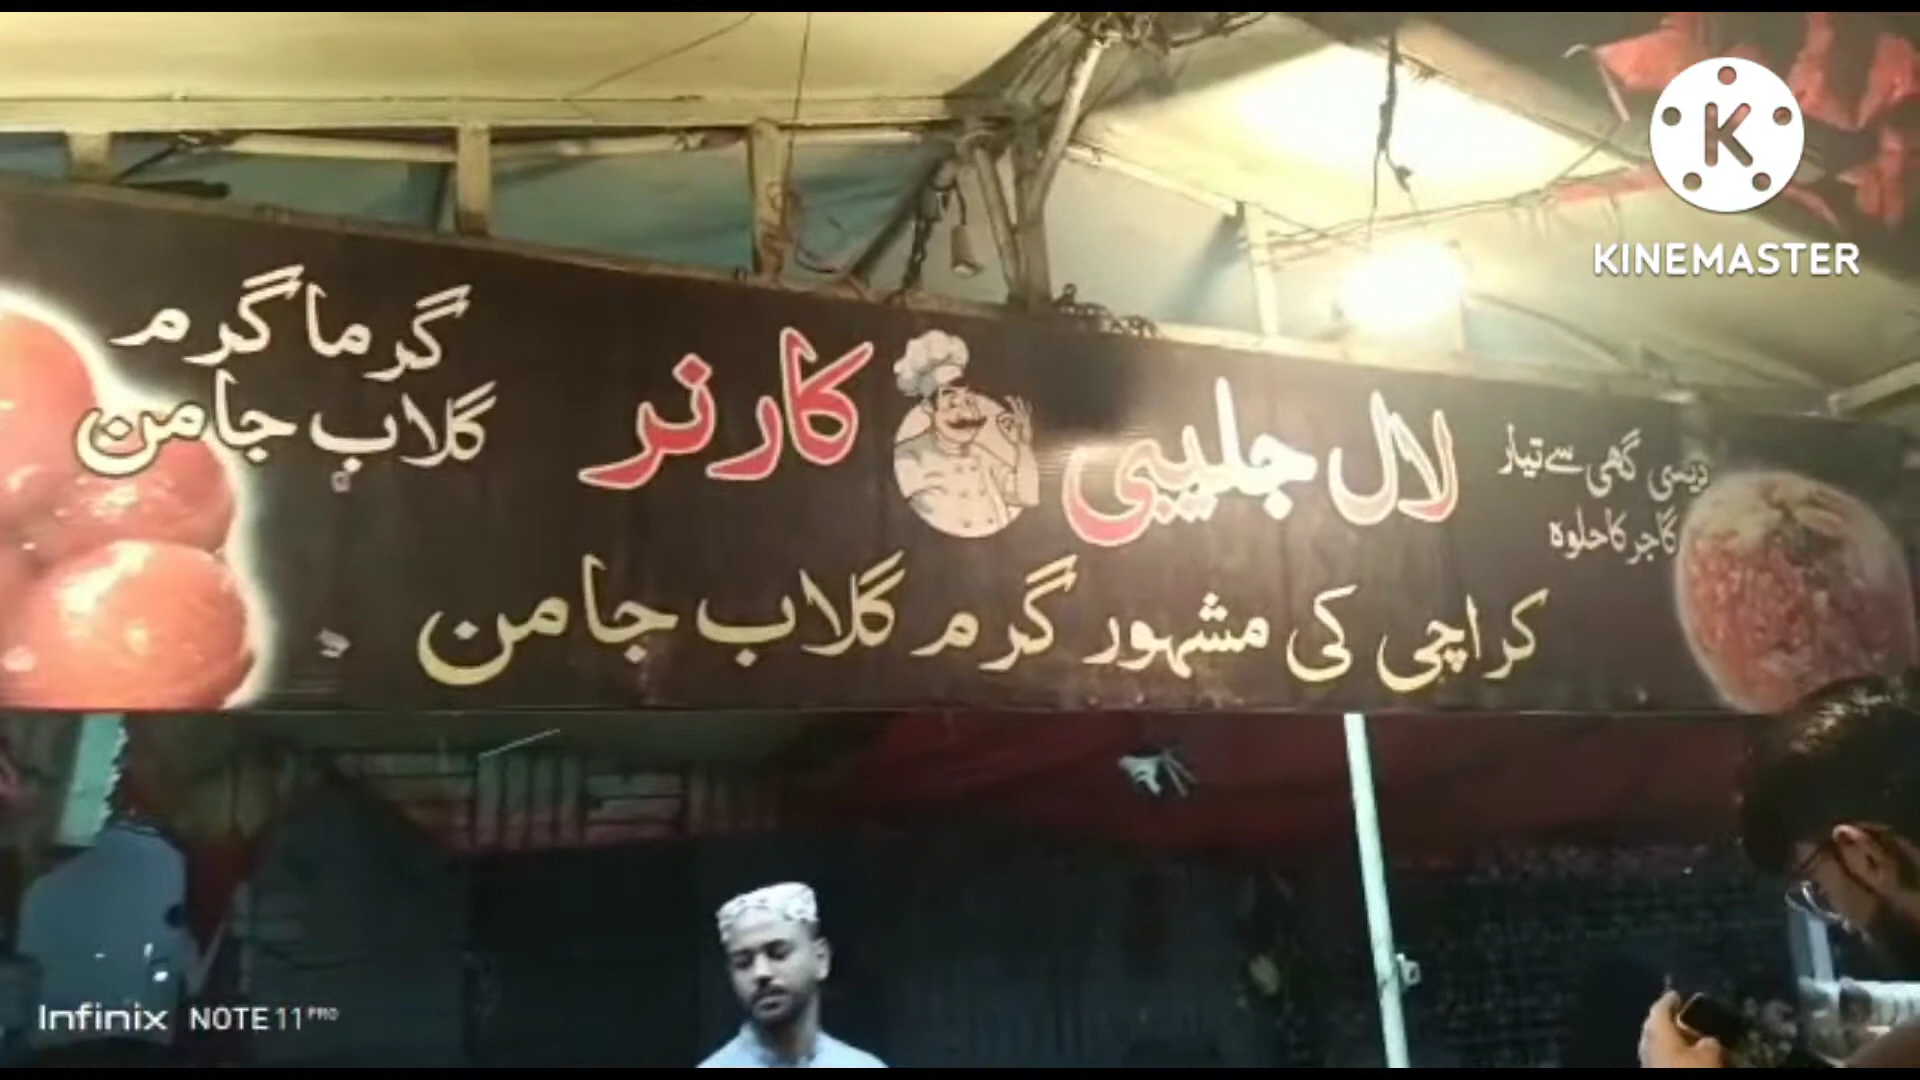 KINEMASTER
دیسی گھی سے تیار
گاجر کا حلوہ
لال جلیبی کارنر
گرما گرم
گلاب جامن
کراچی کی مشہور گرم گلاب جامن
Infinix NOTE 11 PRO